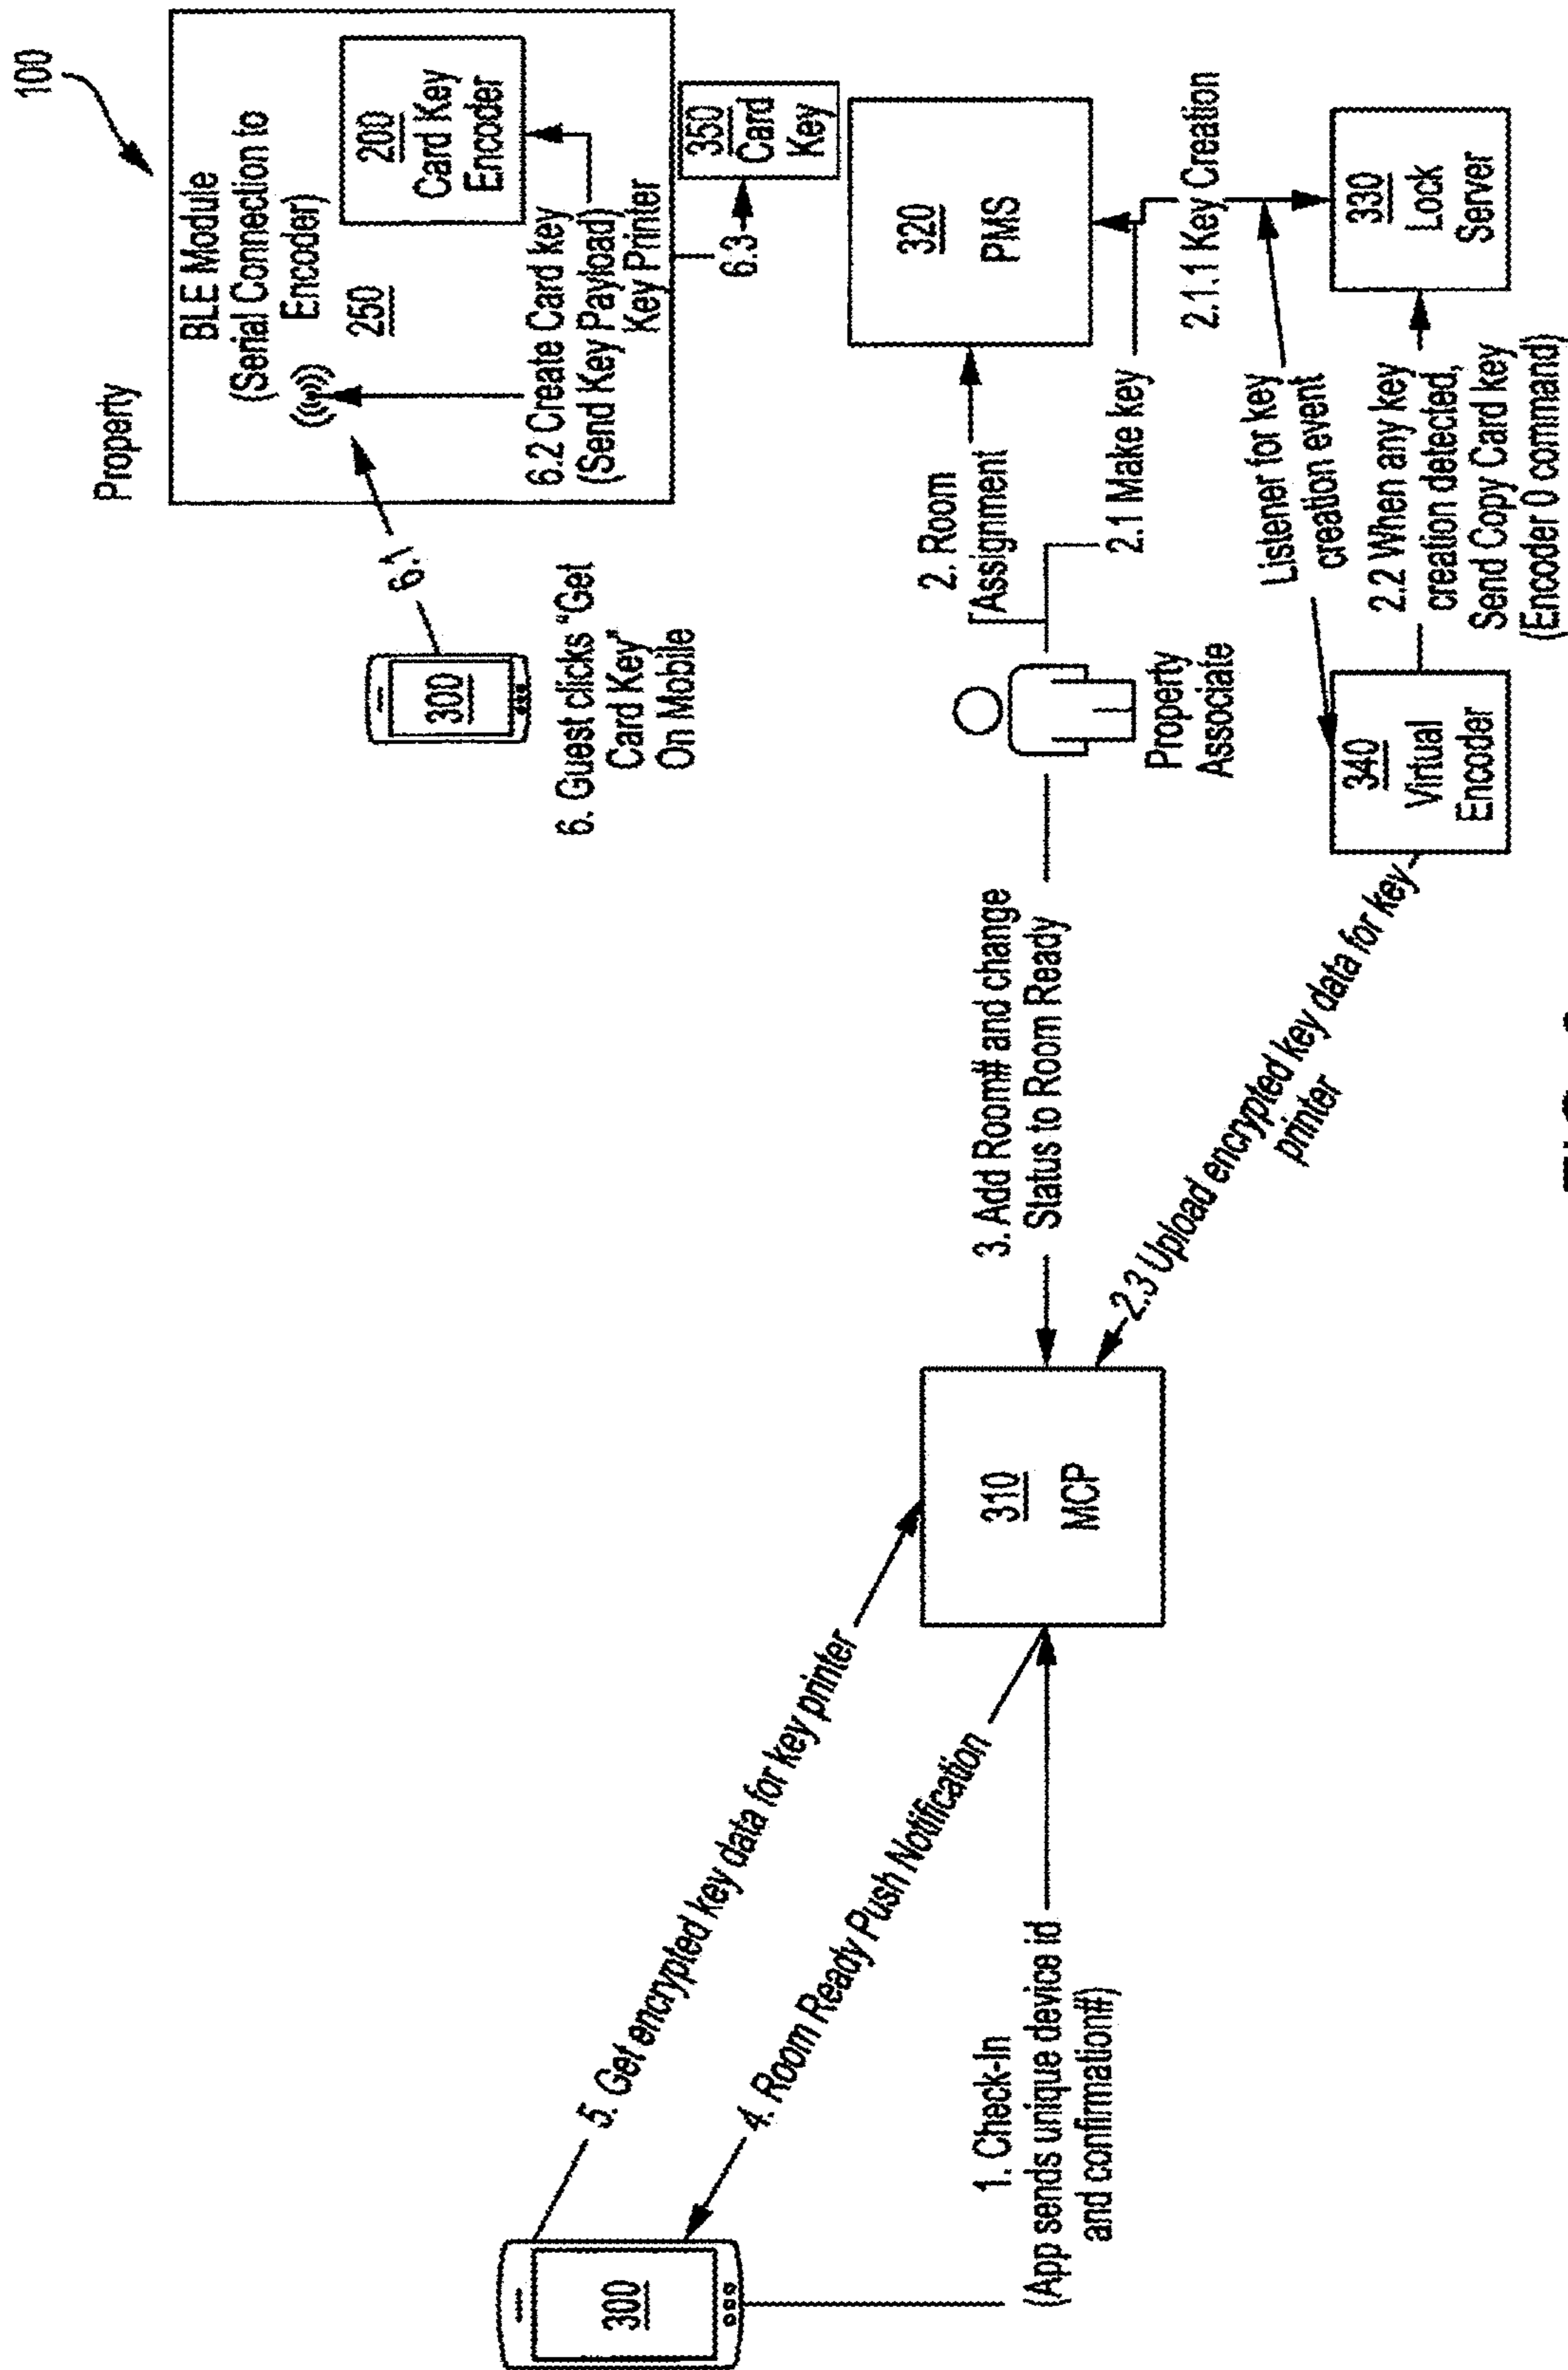 100
Property
BLE Module
(Serial Connection to
Encoder)
250
200
Card Key
Encoder
6.2 Create Card key
(Send Key Payload)
Key Printer
6.3
350
Card
Key
6.1
300
6. Guest clicks "Get
Card Key"
On Mobile
320
PMS
2. Room
Assignment
2.1 Make key
2.1.1 Key Creation
Property
Associate
Listener for key
creation event
330
Lock
Server
2.2 When any key
creation detected,
Send Copy Card key
(Encoder 0 command)
340
Virtual
Encoder
3. Add Room# and change
Status to Room Ready
2.3 Upload encrypted key data for key
printer
310
MCP
5. Get encrypted key data for key printer
4. Room Ready Push Notification
1. Check-In
(App sends unique device id
and confirmation#)
300